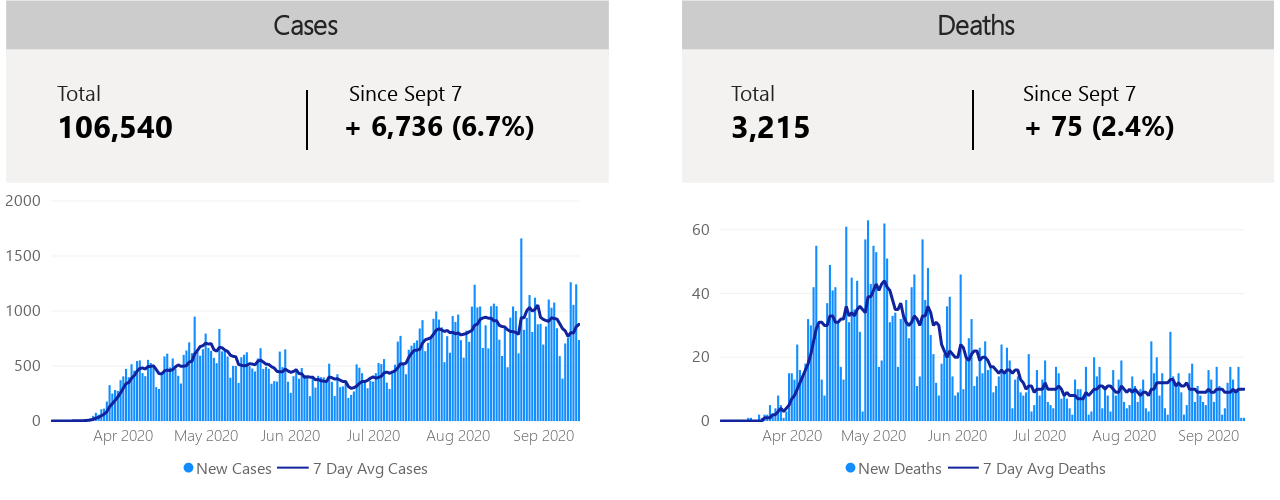 Cases
Total
106,540
Since Sept 7
+ 6,736 (6.7%)
2000
1500
1000
500
0
Apr 2020 May 2020 Jun 2020 Jul 2020 Aug 2020 Sep 2020
New Cases 7 Day Avg Cases
Deaths
Total
3,215
Since Sept 7
+ 75 (2.4%)
60
40
20
0
Apr 2020 May 2020 Jun 2020 Jul 2020 Aug 2020 Sep 2020
New Deaths 7 Day Avg Deaths